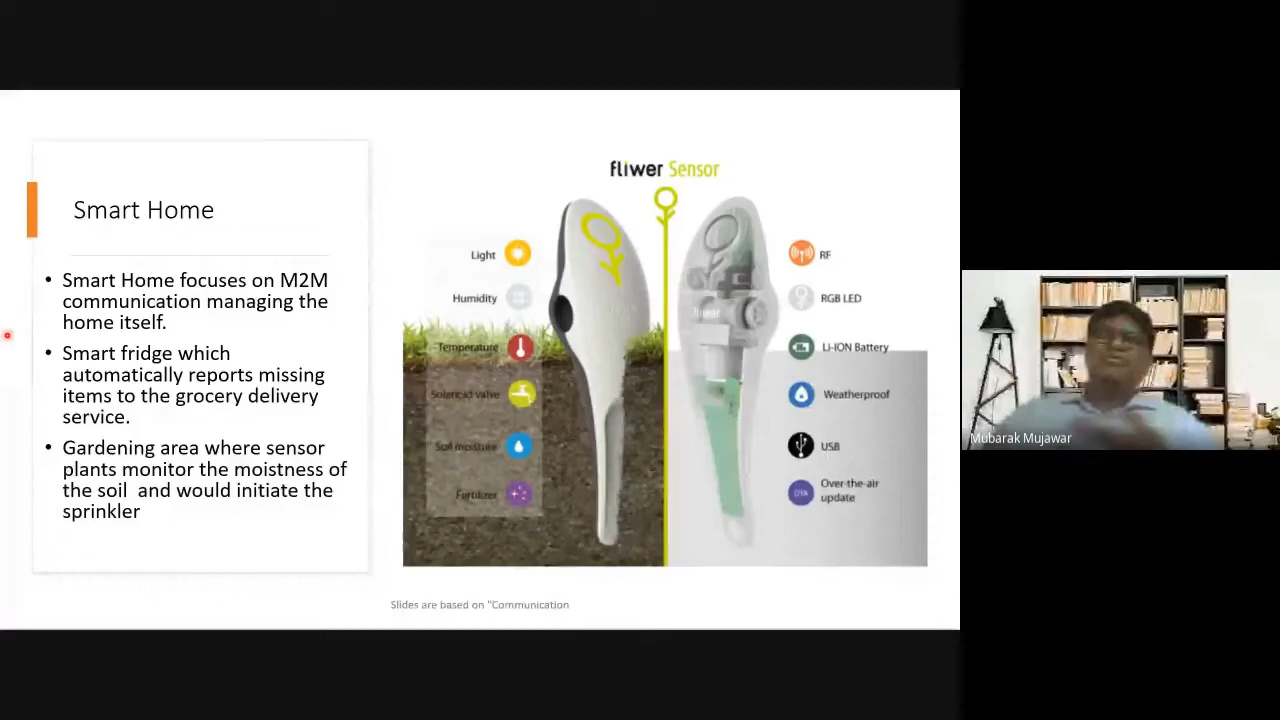 Smart Home
• Smart Home focuses on M2M
communication managing the
home itself.
• Smart fridge which
automatically reports missing
items to the grocery delivery
service.
• Gardening area where sensor
plants monitor the moistness of
the soil and would initiate the
sprinkler
fliwer Sensor
Light
Humidity
Temperature
Solenoid valve
Soil moisture
Fertilizer
fliwer
RF
RGB LED
Li-ION Battery
Weatherproof
USB
OTA
Over-the-air
update
Slides are based on "Communication
Mubarak Mujawar